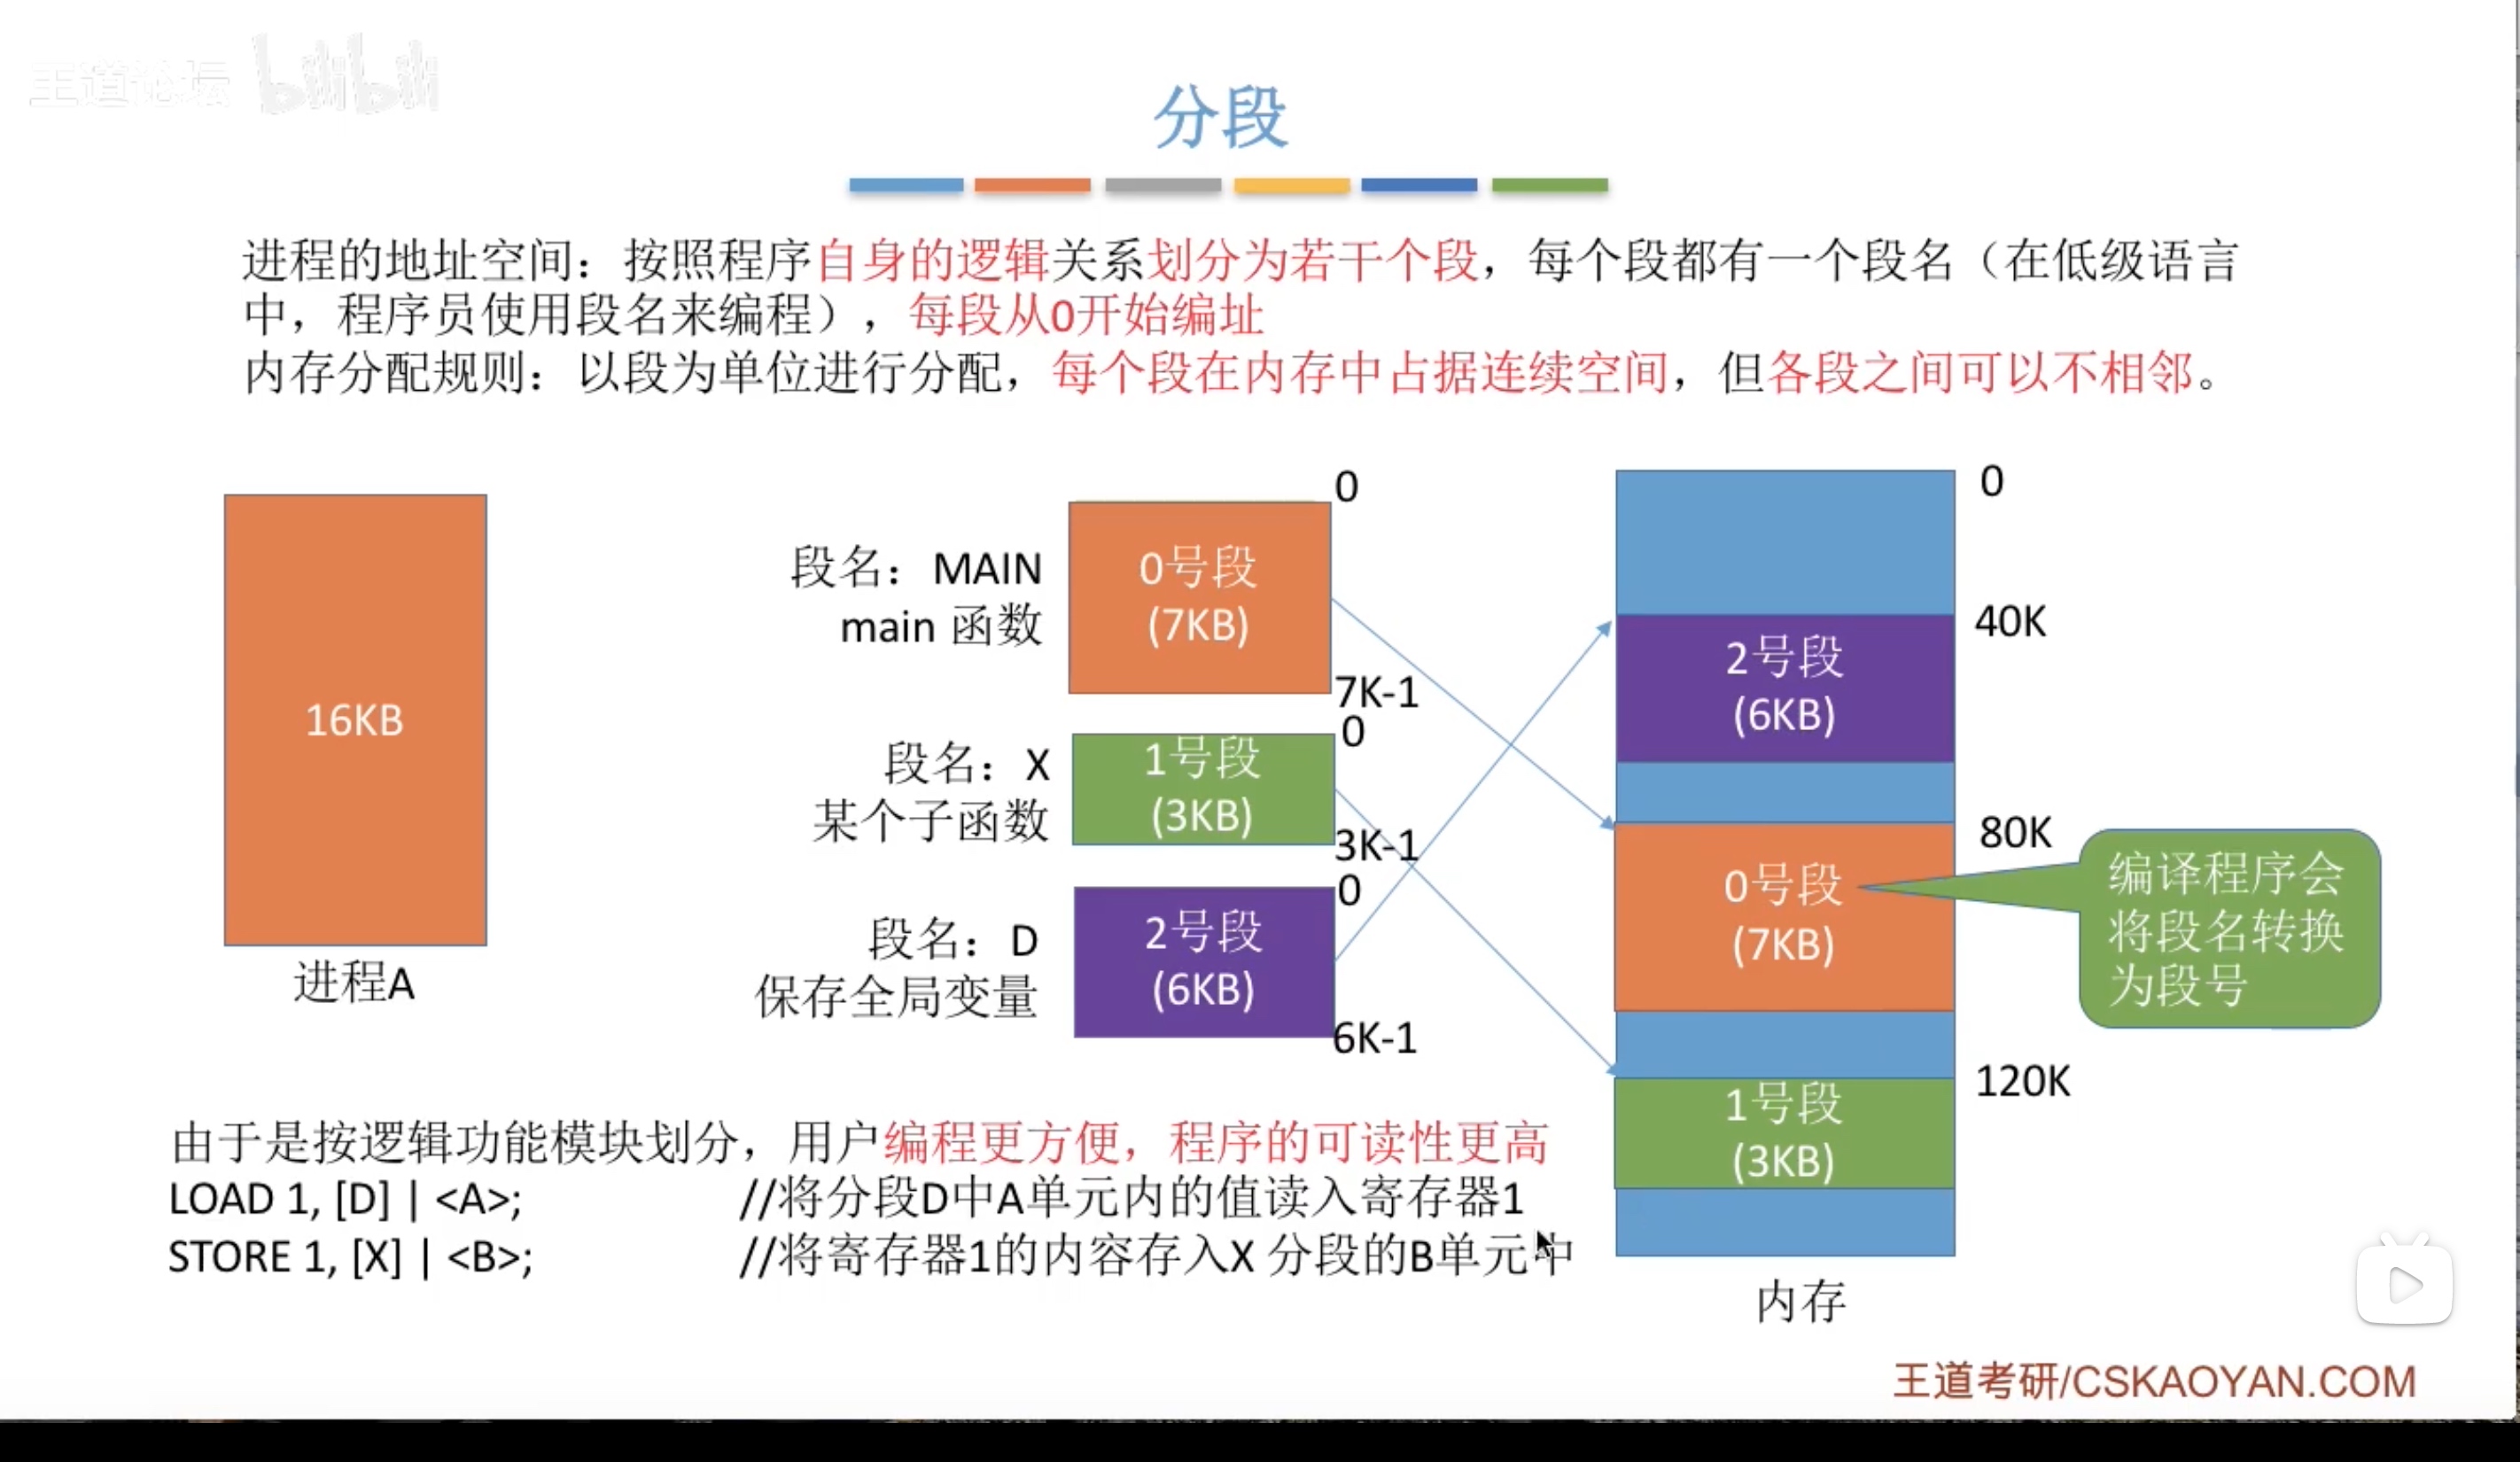 王道论坛 bilibili
分段
进程的地址空间：按照程序自身的逻辑关系划分为若干个段，每个段都有一个段名（在低级语言
中，程序员使用段名来编程），每段从0开始编址
内存分配规则：以段为单位进行分配，每个段在内存中占据连续空间，但各段之间可以不相邻。
16KB
进程A
段名：MAIN
main 函数
0号段
(7KB)
0
7K-1
段名：X
某个子函数
1号段
(3KB)
0
3K-1
段名：D
保存全局变量
2号段
(6KB)
0
6K-1
0
40K
2号段
(6KB)
80K
0号段
(7KB)
120K
1号段
(3KB)
内存
编译程序会
将段名转换
为段号
由于是按逻辑功能模块划分，用户编程更方便，程序的可读性更高
LOAD 1, [D] | <A>; //将分段D中A单元内的值读入寄存器1
STORE 1, [X] | <B>; //将寄存器1的内容存入X 分段的B单元中
王道考研/CSKAOYAN.COM